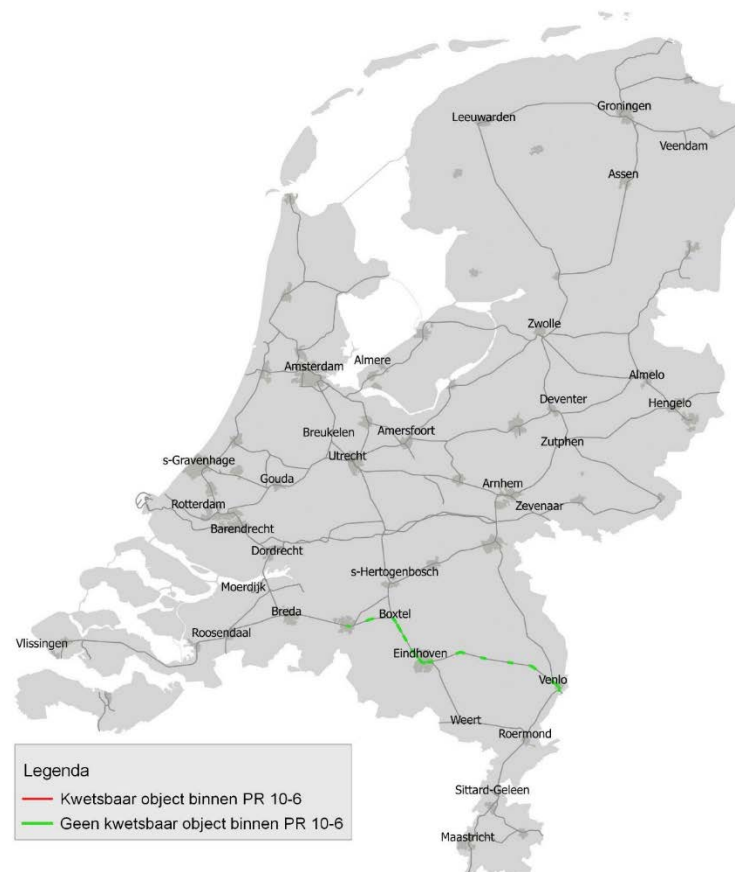 Groningen
Leeuwarden
Veendam
Assen
Zwolle
Almere
Amsterdam
Almelo
Deventer
Hengelo
Breukelen
Amersfoort
Zutphen
s-Gravenhage
Utrecht
Gouda
Arnhem
Rotterdam
Zevenaar
Barendrecht
Dordrecht
s-Hertogenbosch
Moerdijk
Breda
Boxtel
Roosendaal
Vlissingen
Eindhoven
Venlo
Weert
Roermond
Legenda
Kwetsbaar object binnen PR 10-6
Geen kwetsbaar object binnen PR 10-6
Sittard-Geleen
Maastricht